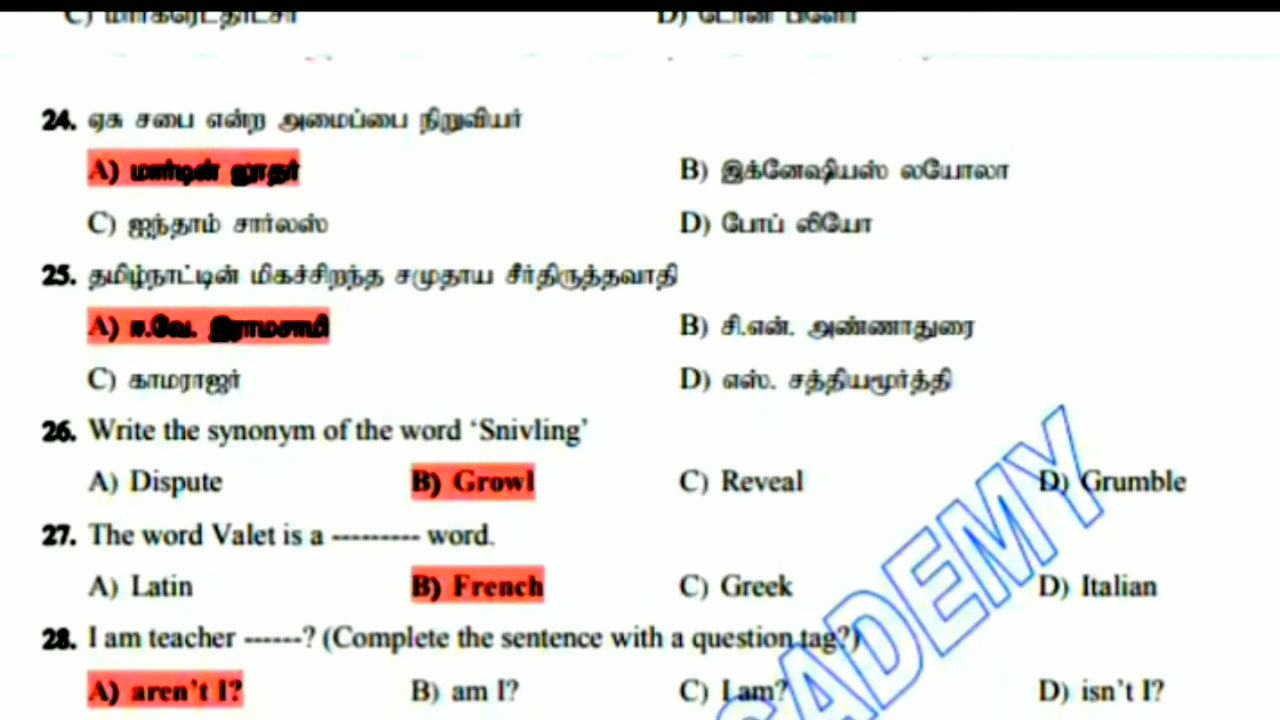 24. ஏசு சபை என்ற அமைப்பை நிறுவியர்
A) மார்டின் லூதர் B) இக்னேஷியஸ் லயோலா
C) ஐந்தாம் சார்லஸ் D) போப் லியோ
25. தமிழ்நாட்டின் மிகச்சிறந்த சமுதாய சீர்திருத்தவாதி
A) ஈ.வே. இராமசாமி B) சி.என். அண்ணாதுரை
C) காமராஜர் D) எஸ். சத்தியமூர்த்தி
26. Write the synonym of the word ‘Snivling’
A) Dispute B) Growl C) Reveal D) Grumble
27. The word Valet is a --------- word.
A) Latin B) French C) Greek D) Italian
28. I am teacher ------? (Complete the sentence with a question tag?)
A) aren’t I? B) am I? C) I am? D) isn’t I?
ADEMY